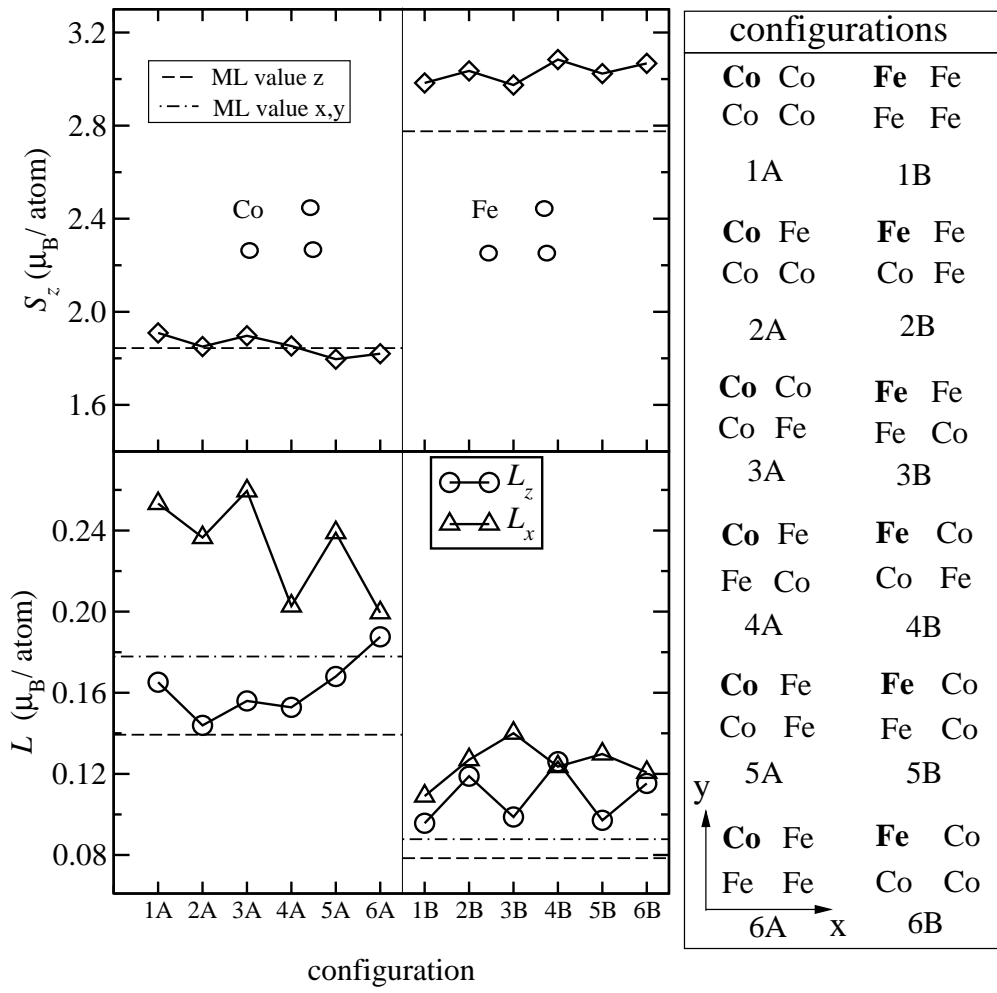 3.2
2.8
2.4
2.0
1.6
S_z (μ_B/ atom)
ML value z
ML value x,y
Co
Fe
0.24
0.20
0.16
0.12
0.08
L (μ_B/ atom)
L_z
L_x
1A 2A 3A 4A 5A 6A 1B 2B 3B 4B 5B 6B
configuration
configurations
Co Co Fe Fe
Co Co Fe Fe
1A 1B
Co Fe Fe Fe
Co Co Co Fe
2A 2B
Co Co Fe Fe
Co Fe Fe Co
3A 3B
Co Fe Fe Co
Fe Co Co Fe
4A 4B
Co Fe Fe Co
Co Fe Fe Co
5A 5B
y
Co Fe Fe Co
Fe Fe Co Co
6A x 6B